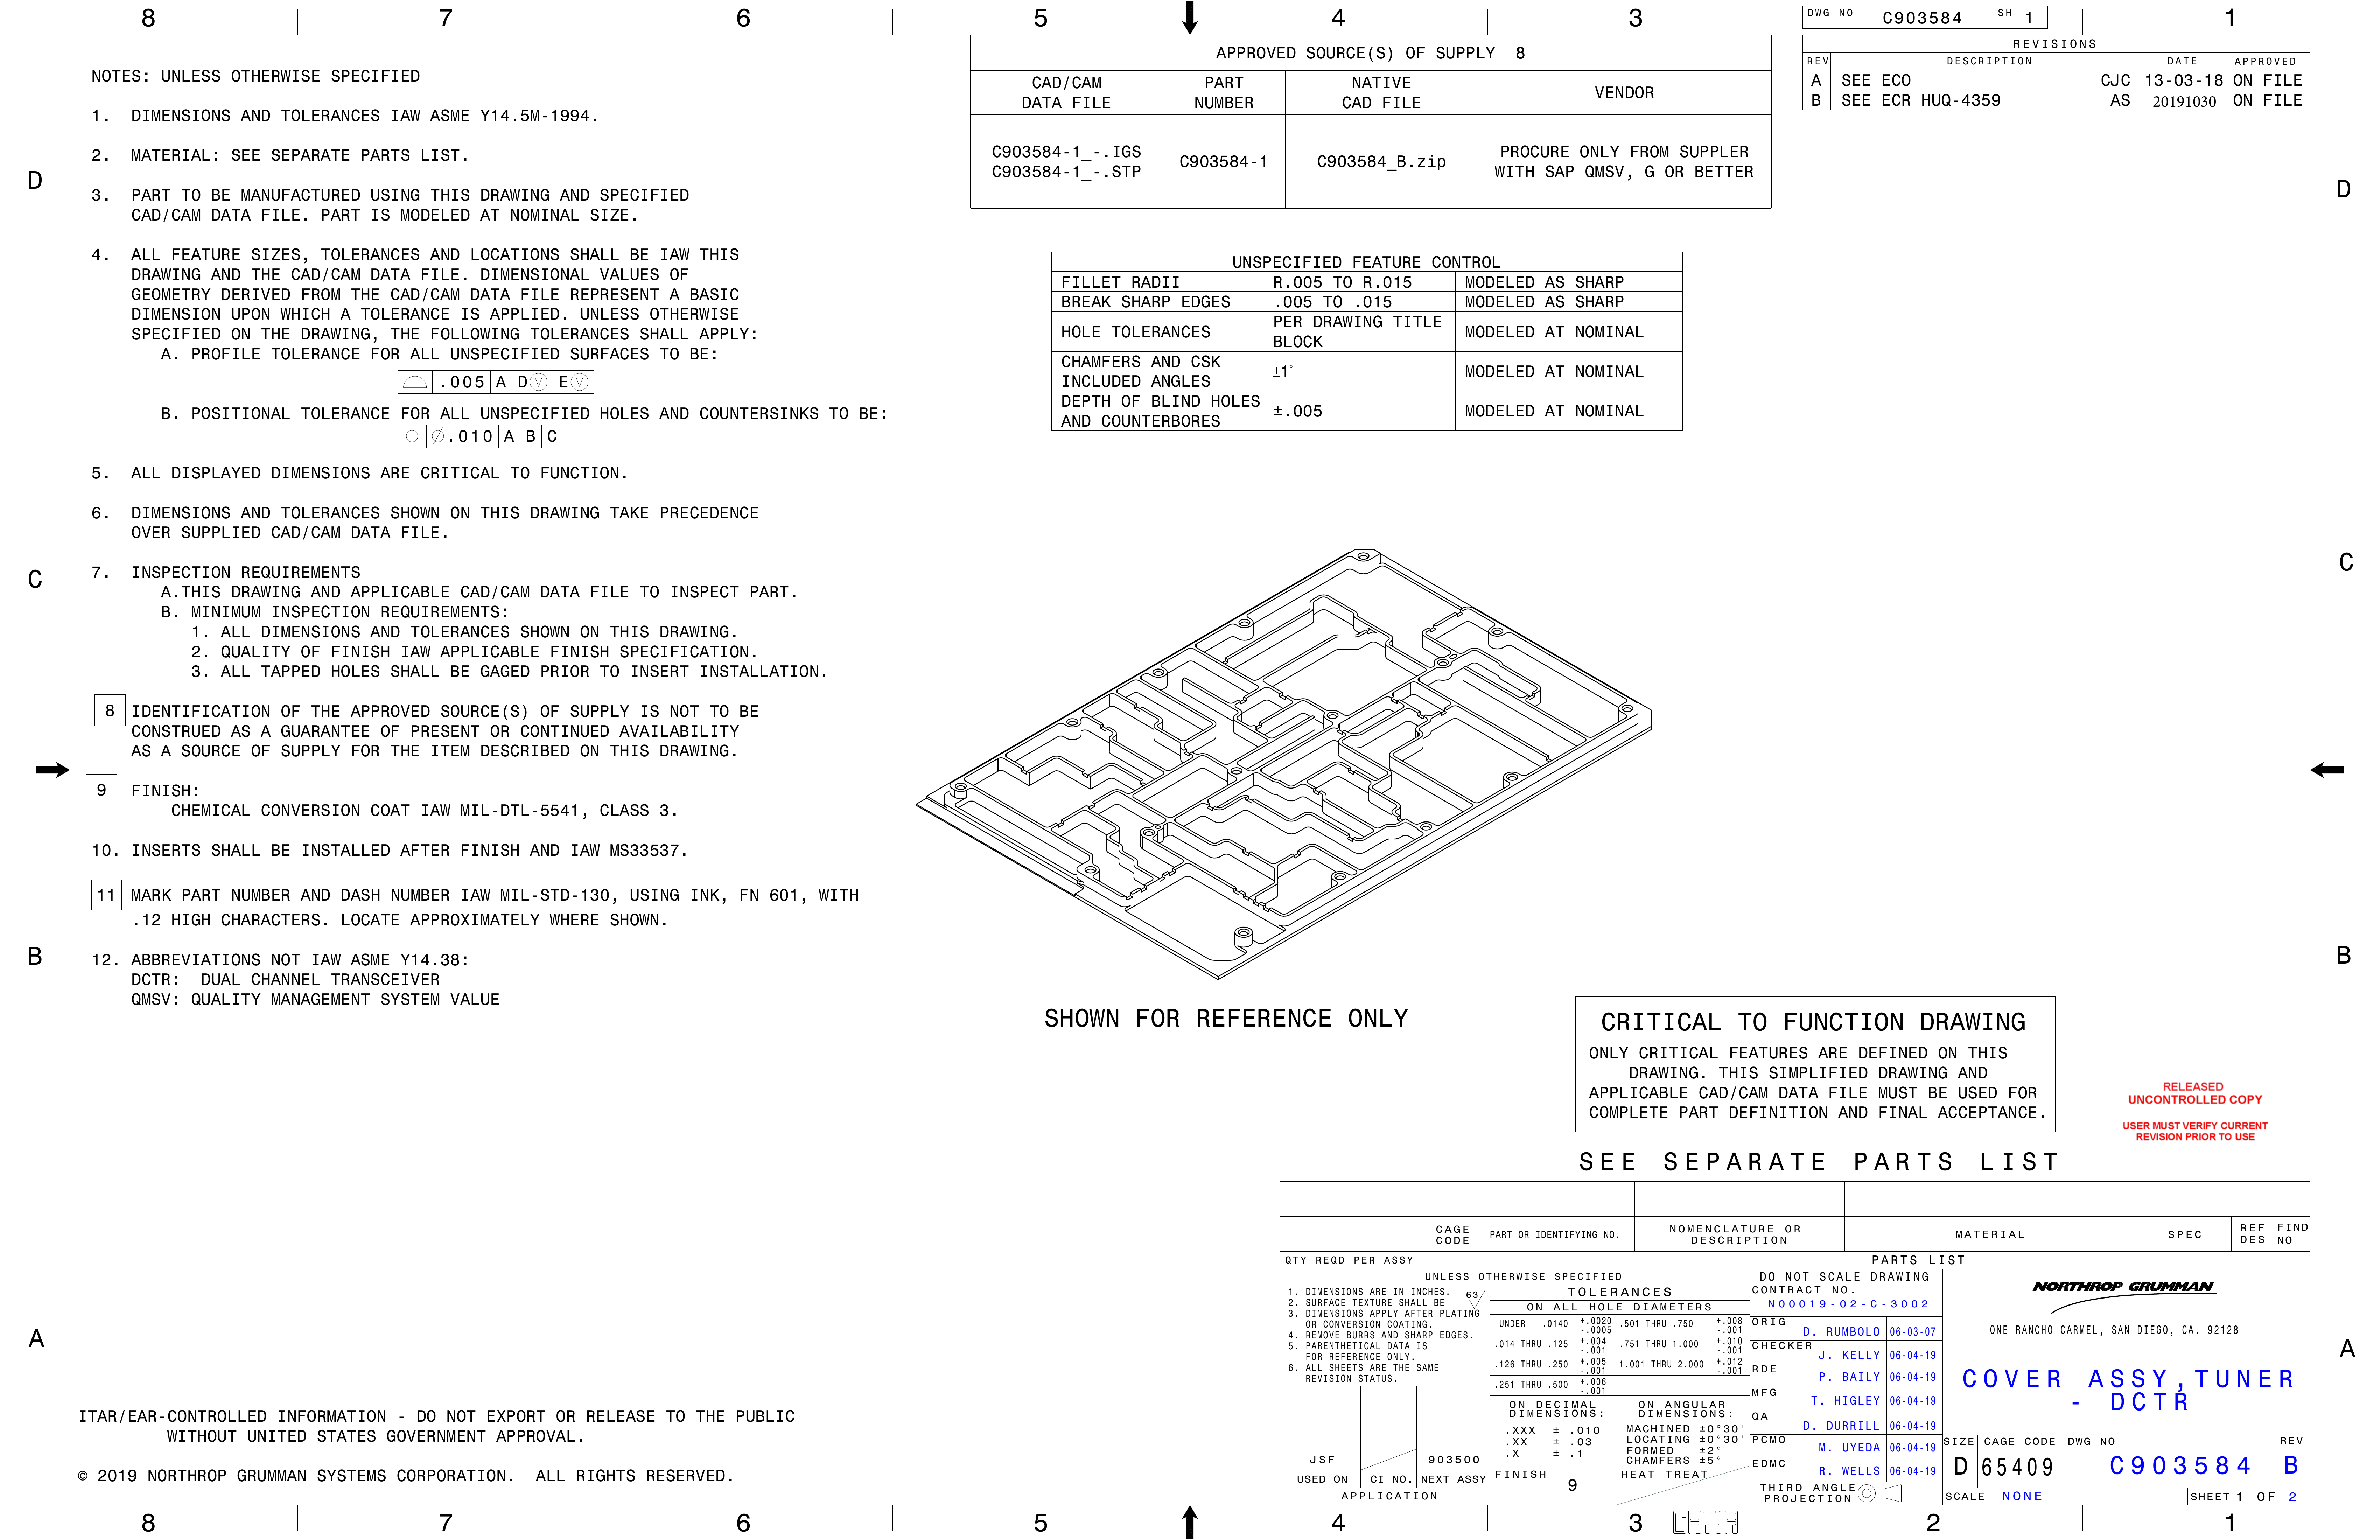 8 7 6 5 4 3 1
DWG NO C903584 SH 1
REVISIONS
REV DESCRIPTION DATE APPROVED
A SEE ECO CJC 13-03-18 ON FILE
B SEE ECR HUQ-4359 AS 20191030 ON FILE
APPROVED SOURCE(S) OF SUPPLY 8
CAD/CAM DATA FILE PART NUMBER NATIVE CAD FILE VENDOR
C903584-1_-.IGS
C903584-1_-.STP
C903584-1 C903584_B.zip
PROCURE ONLY FROM SUPPLER
WITH SAP QMSV, G OR BETTER
NOTES: UNLESS OTHERWISE SPECIFIED
1. DIMENSIONS AND TOLERANCES IAW ASME Y14.5M-1994.
2. MATERIAL: SEE SEPARATE PARTS LIST.
3. PART TO BE MANUFACTURED USING THIS DRAWING AND SPECIFIED
CAD/CAM DATA FILE. PART IS MODELED AT NOMINAL SIZE.
4. ALL FEATURE SIZES, TOLERANCES AND LOCATIONS SHALL BE IAW THIS
DRAWING AND THE CAD/CAM DATA FILE. DIMENSIONAL VALUES OF
GEOMETRY DERIVED FROM THE CAD/CAM DATA FILE REPRESENT A BASIC
DIMENSION UPON WHICH A TOLERANCE IS APPLIED. UNLESS OTHERWISE
SPECIFIED ON THE DRAWING, THE FOLLOWING TOLERANCES SHALL APPLY:
A. PROFILE TOLERANCE FOR ALL UNSPECIFIED SURFACES TO BE:
⌓ .005 A DⓂ EⓂ
B. POSITIONAL TOLERANCE FOR ALL UNSPECIFIED HOLES AND COUNTERSINKS TO BE:
⌖ ⌀.010 A B C
5. ALL DISPLAYED DIMENSIONS ARE CRITICAL TO FUNCTION.
6. DIMENSIONS AND TOLERANCES SHOWN ON THIS DRAWING TAKE PRECEDENCE
OVER SUPPLIED CAD/CAM DATA FILE.
7. INSPECTION REQUIREMENTS
A.THIS DRAWING AND APPLICABLE CAD/CAM DATA FILE TO INSPECT PART.
B. MINIMUM INSPECTION REQUIREMENTS:
1. ALL DIMENSIONS AND TOLERANCES SHOWN ON THIS DRAWING.
2. QUALITY OF FINISH IAW APPLICABLE FINISH SPECIFICATION.
3. ALL TAPPED HOLES SHALL BE GAGED PRIOR TO INSERT INSTALLATION.
8 IDENTIFICATION OF THE APPROVED SOURCE(S) OF SUPPLY IS NOT TO BE
CONSTRUED AS A GUARANTEE OF PRESENT OR CONTINUED AVAILABILITY
AS A SOURCE OF SUPPLY FOR THE ITEM DESCRIBED ON THIS DRAWING.
9 FINISH:
CHEMICAL CONVERSION COAT IAW MIL-DTL-5541, CLASS 3.
10. INSERTS SHALL BE INSTALLED AFTER FINISH AND IAW MS33537.
11 MARK PART NUMBER AND DASH NUMBER IAW MIL-STD-130, USING INK, FN 601, WITH
.12 HIGH CHARACTERS. LOCATE APPROXIMATELY WHERE SHOWN.
12. ABBREVIATIONS NOT IAW ASME Y14.38:
DCTR: DUAL CHANNEL TRANSCEIVER
QMSV: QUALITY MANAGEMENT SYSTEM VALUE
UNSPECIFIED FEATURE CONTROL
FILLET RADII R.005 TO R.015 MODELED AS SHARP
BREAK SHARP EDGES .005 TO .015 MODELED AS SHARP
HOLE TOLERANCES PER DRAWING TITLE BLOCK MODELED AT NOMINAL
CHAMFERS AND CSK INCLUDED ANGLES ±1° MODELED AT NOMINAL
DEPTH OF BLIND HOLES AND COUNTERBORES ±.005 MODELED AT NOMINAL
D D
C C
B B
A A
SHOWN FOR REFERENCE ONLY
CRITICAL TO FUNCTION DRAWING
ONLY CRITICAL FEATURES ARE DEFINED ON THIS
DRAWING. THIS SIMPLIFIED DRAWING AND
APPLICABLE CAD/CAM DATA FILE MUST BE USED FOR
COMPLETE PART DEFINITION AND FINAL ACCEPTANCE.
RELEASED
UNCONTROLLED COPY
USER MUST VERIFY CURRENT
REVISION PRIOR TO USE
SEE SEPARATE PARTS LIST
CAGE CODE PART OR IDENTIFYING NO. NOMENCLATURE OR DESCRIPTION MATERIAL SPEC REF DES FIND NO
QTY REQD PER ASSY PARTS LIST
UNLESS OTHERWISE SPECIFIED
1. DIMENSIONS ARE IN INCHES.
2. SURFACE TEXTURE SHALL BE 63
3. DIMENSIONS APPLY AFTER PLATING
OR CONVERSION COATING.
4. REMOVE BURRS AND SHARP EDGES.
5. PARENTHETICAL DATA IS
FOR REFERENCE ONLY.
6. ALL SHEETS ARE THE SAME
REVISION STATUS.
TOLERANCES
ON ALL HOLE DIAMETERS
UNDER .0140 +.0020 -.0005 .501 THRU .750 +.008 -.001
.014 THRU .125 +.004 -.001 .751 THRU 1.000 +.010 -.001
.126 THRU .250 +.005 -.001 1.001 THRU 2.000 +.012 -.001
.251 THRU .500 +.006 -.001
ON DECIMAL DIMENSIONS:
.XXX ± .010
.XX ± .03
.X ± .1
ON ANGULAR DIMENSIONS:
MACHINED ±0°30'
LOCATING ±0°30'
FORMED ±2°
CHAMFERS ±5°
FINISH 9 HEAT TREAT
JSF 903500
USED ON CI NO. NEXT ASSY
APPLICATION
DO NOT SCALE DRAWING
CONTRACT NO.
N00019-02-C-3002
ORIG D. RUMBOLO 06-03-07
CHECKER J. KELLY 06-04-19
RDE P. BAILY 06-04-19
MFG T. HIGLEY 06-04-19
QA D. DURRILL 06-04-19
PCMO M. UYEDA 06-04-19
EDMC R. WELLS 06-04-19
THIRD ANGLE PROJECTION
NORTHROP GRUMMAN
ONE RANCHO CARMEL, SAN DIEGO, CA. 92128
COVER ASSY,TUNER
- DCTR
SIZE D CAGE CODE 65409 DWG NO C903584 REV B
SCALE NONE SHEET 1 OF 2
ITAR/EAR-CONTROLLED INFORMATION - DO NOT EXPORT OR RELEASE TO THE PUBLIC
WITHOUT UNITED STATES GOVERNMENT APPROVAL.
© 2019 NORTHROP GRUMMAN SYSTEMS CORPORATION. ALL RIGHTS RESERVED.
8 7 6 5 4 3 CATIA 2 1